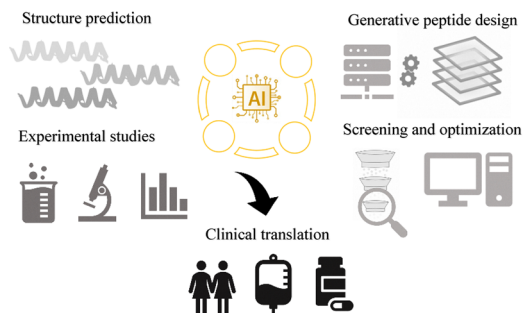 Structure prediction
Generative peptide design
AI
Experimental studies
Screening and optimization
Clinical translation